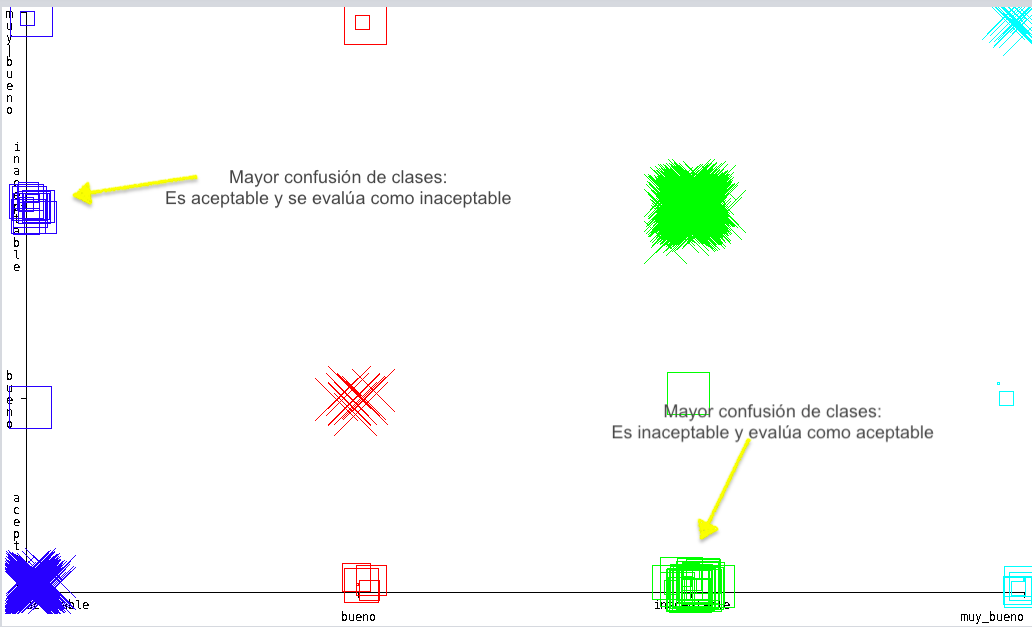 muy_bueno
inaceptable
Mayor confusión de clases:
Es aceptable y se evalúa como inaceptable
bueno
Mayor confusión de clases:
Es inaceptable y evalúa como aceptable
acept
bueno
muy_bueno